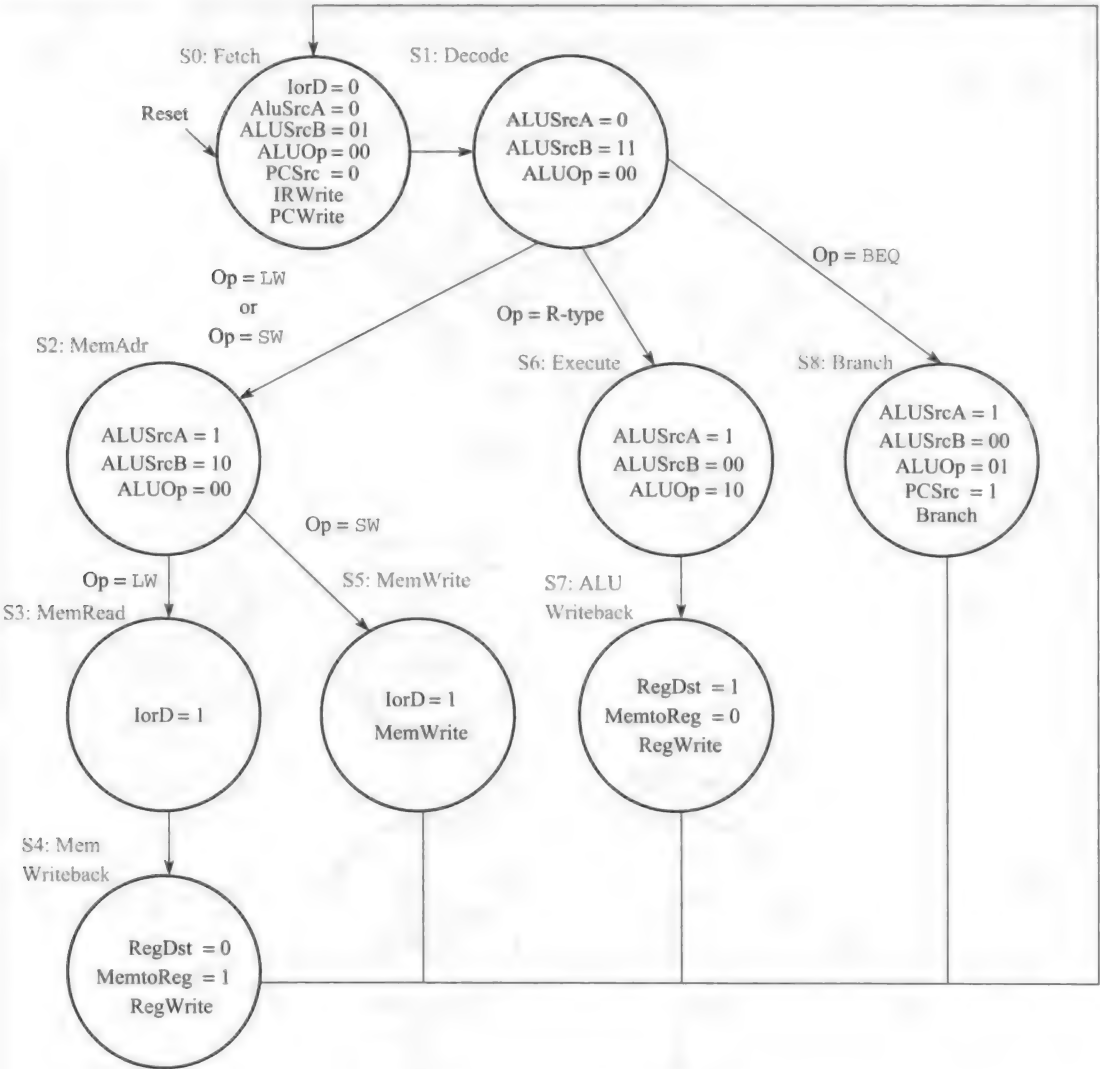 S0: Fetch
IorD = 0
AluSrcA = 0
ALUSrcB = 01
ALUOp = 00
PCSrc = 0
IRWrite
PCWrite
Reset
S1: Decode
ALUSrcA = 0
ALUSrcB = 11
ALUOp = 00
Op = LW
or
Op = SW
Op = R-type
Op = BEQ
S2: MemAdr
ALUSrcA = 1
ALUSrcB = 10
ALUOp = 00
S6: Execute
ALUSrcA = 1
ALUSrcB = 00
ALUOp = 10
S8: Branch
ALUSrcA = 1
ALUSrcB = 00
ALUOp = 01
PCSrc = 1
Branch
Op = LW
Op = SW
S3: MemRead
IorD = 1
S5: MemWrite
IorD = 1
MemWrite
S7: ALU
Writeback
RegDst = 1
MemtoReg = 0
RegWrite
S4: Mem
Writeback
RegDst = 0
MemtoReg = 1
RegWrite